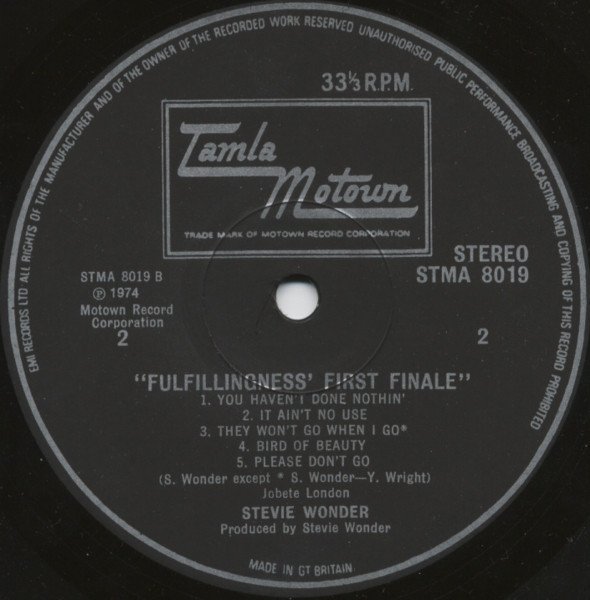 EMI RECORDS LTD ALL RIGHTS OF THE MANUFACTURER AND OF THE OWNER OF THE RECORDED WORK RESERVED UNAUTHORISED PUBLIC PERFORMANCE BROADCASTING AND COPYING OF THIS RECORD PROHIBITED
33⅓ R.P.M.
Tamla
Motown
TRADE MARK OF MOTOWN RECORD CORPORATION
STEREO
STMA 8019
STMA 8019 B
℗ 1974
Motown Record
Corporation
2
2
"FULFILLINGNESS' FIRST FINALE"
1. YOU HAVEN'T DONE NOTHIN'
2. IT AIN'T NO USE
3. THEY WON'T GO WHEN I GO*
4. BIRD OF BEAUTY
5. PLEASE DON'T GO
(S. Wonder except * S. Wonder—Y. Wright)
Jobete London
STEVIE WONDER
Produced by Stevie Wonder
MADE IN GT BRITAIN